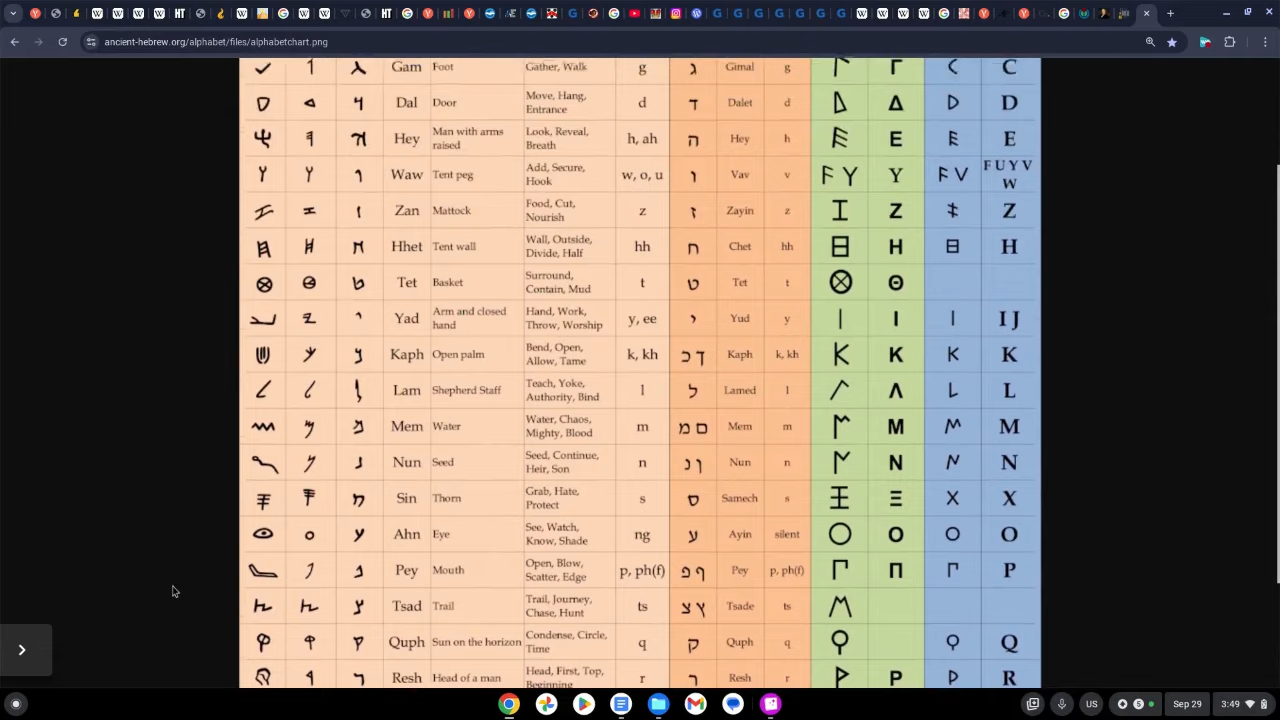 ancient-hebrew.org/alphabet/files/alphabetchart.png
Gam Foot Gather, Walk g ג Gimal g Γ C
Dal Door Move, Hang, Entrance d ד Dalet d Δ D
Hey Man with arms raised Look, Reveal, Breath h, ah ה Hey h E E
Waw Tent peg Add, Secure, Hook w, o, u ו Vav v Y F U Y V W
Zan Mattock Food, Cut, Nourish z ז Zayin z Z Z
Hhet Tent wall Wall, Outside, Divide, Half hh ח Chet hh H H
Tet Basket Surround, Contain, Mud t ט Tet t Θ
Yad Arm and closed hand Hand, Work, Throw, Worship y, ee י Yud y I I J
Kaph Open palm Bend, Open, Allow, Tame k, kh ך כ Kaph k, kh K K
Lam Shepherd Staff Teach, Yoke, Authority, Bind l ל Lamed l Λ L
Mem Water Water, Chaos, Mighty, Blood m ם מ Mem m M M
Nun Seed Seed, Continue, Heir, Son n ן נ Nun n N N
Sin Thorn Grab, Hate, Protect s ס Samech s Ξ X
Ahn Eye See, Watch, Know, Shade ng ע Ayin silent O O
Pey Mouth Open, Blow, Scatter, Edge p, ph(f) ף פ Pey p, ph(f) Π P
Tsad Trail Trail, Journey, Chase, Hunt ts ץ צ Tsade ts
Quph Sun on the horizon Condense, Circle, Time q ק Quph q Q
Resh Head of a man Head, First, Top, Beginning r ר Resh r P R
US Sep 29 3:49